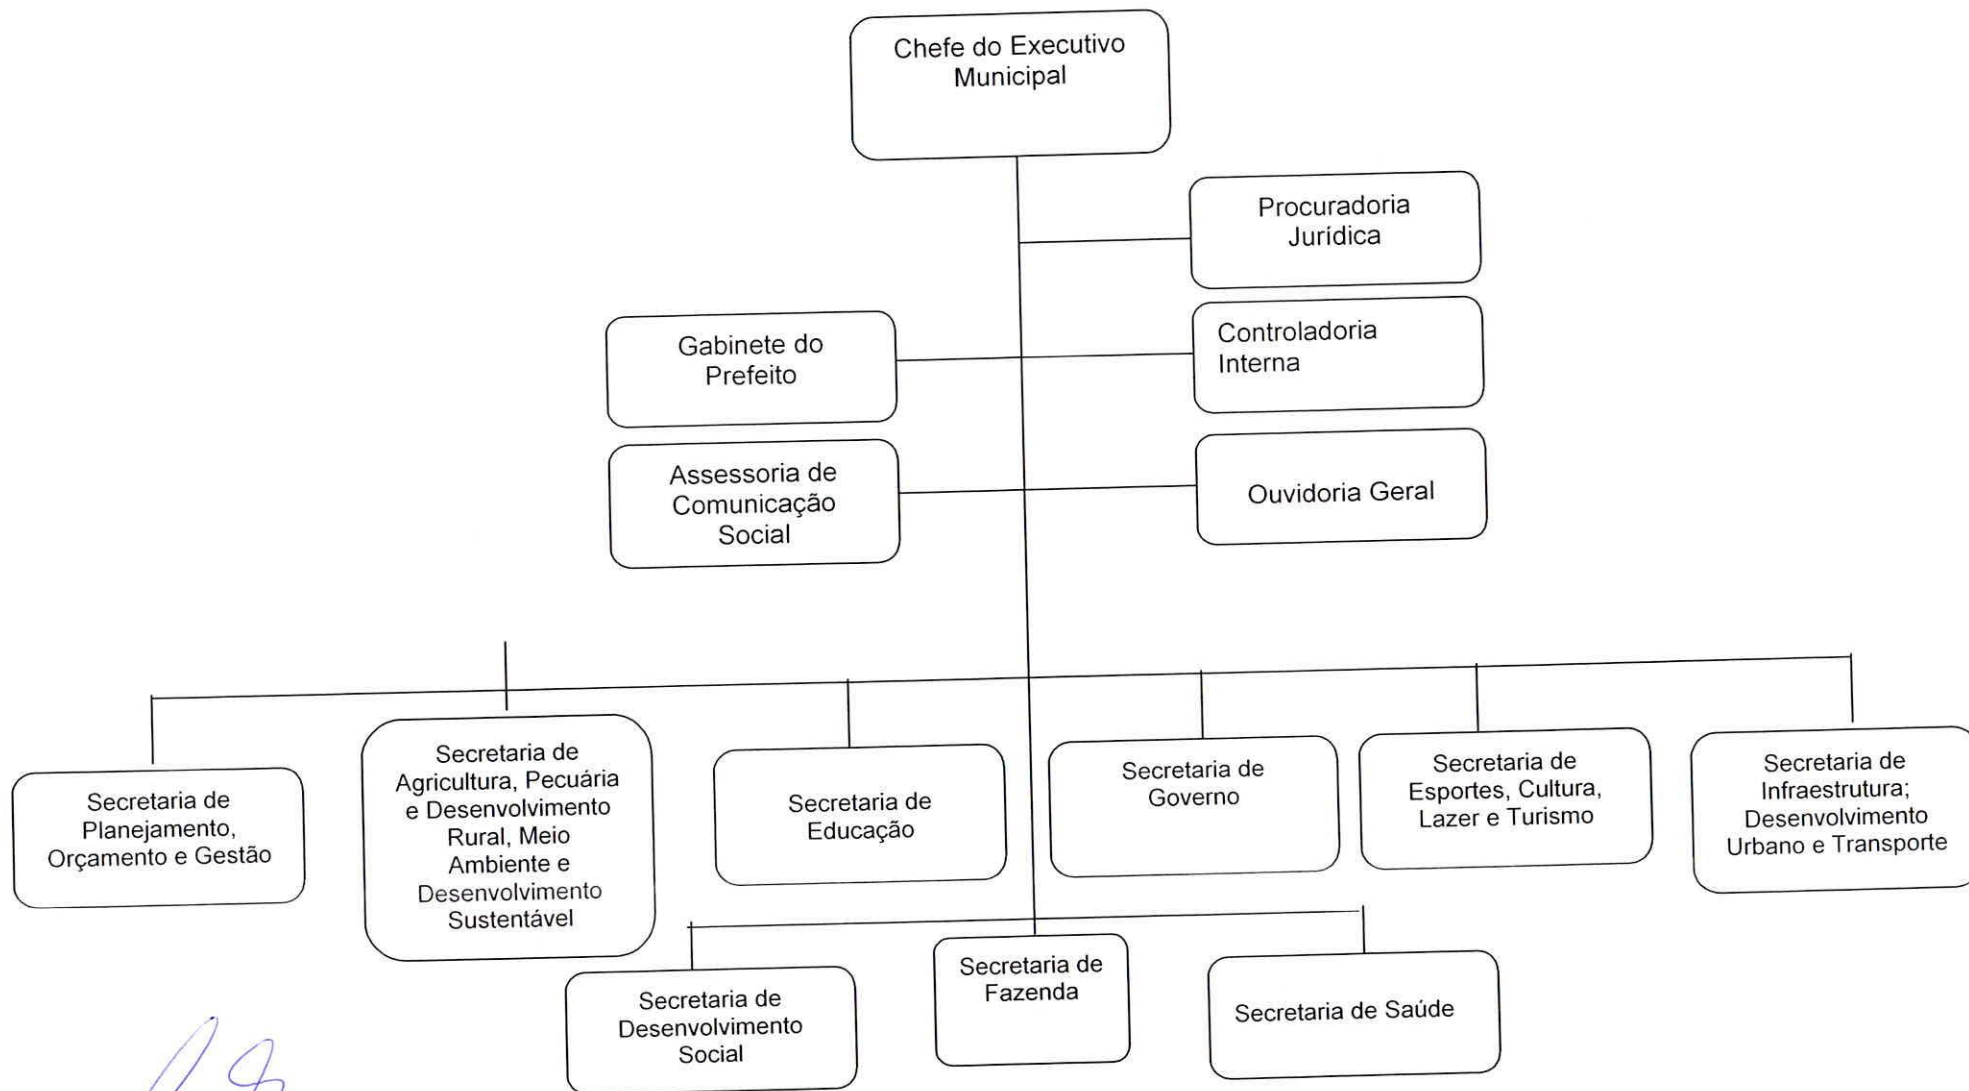 Chefe do Executivo
Municipal
Procuradoria
Jurídica
Gabinete do
Prefeito
Controladoria
Interna
Assessoria de
Comunicação
Social
Ouvidoria Geral
Secretaria de
Planejamento,
Orçamento e Gestão
Secretaria de
Agricultura, Pecuária
e Desenvolvimento
Rural, Meio
Ambiente e
Desenvolvimento
Sustentável
Secretaria de
Educação
Secretaria de
Governo
Secretaria de
Esportes, Cultura,
Lazer e Turismo
Secretaria de
Infraestrutura;
Desenvolvimento
Urbano e Transporte
Secretaria de
Desenvolvimento
Social
Secretaria de
Fazenda
Secretaria de Saúde